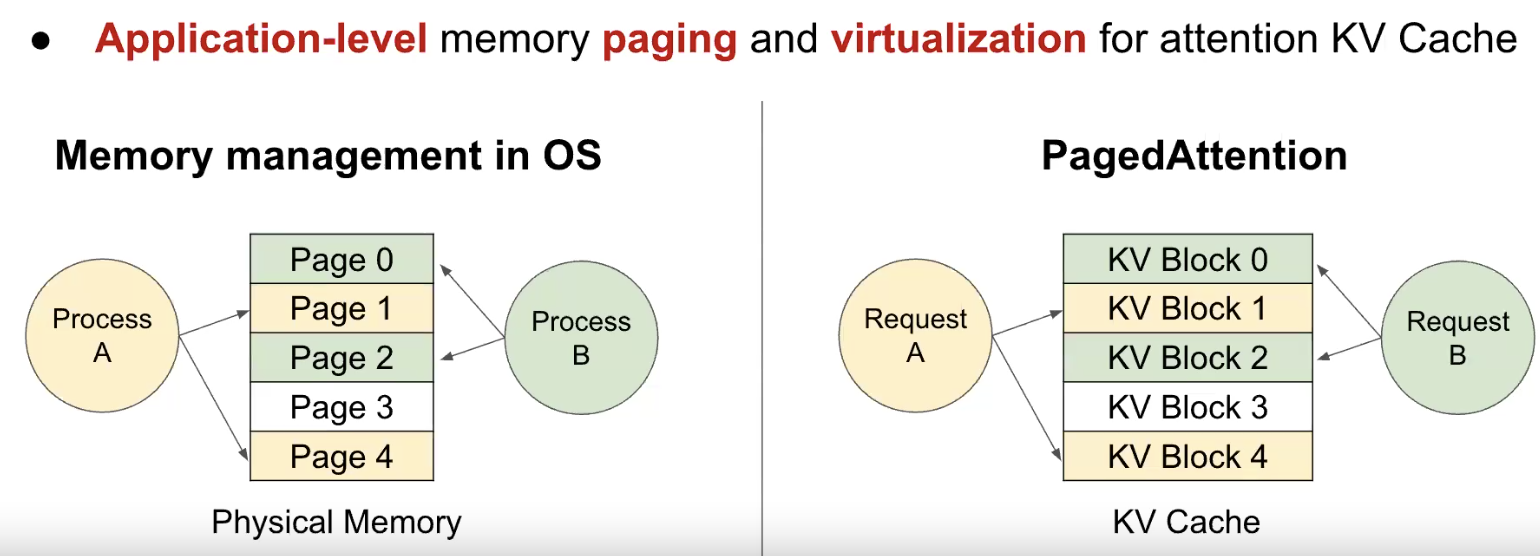 ● Application-level memory paging and virtualization for attention KV Cache
Memory management in OS
Process
A
Page 0
Page 1
Page 2
Page 3
Page 4
Process
B
Physical Memory
PagedAttention
Request
A
KV Block 0
KV Block 1
KV Block 2
KV Block 3
KV Block 4
Request
B
KV Cache